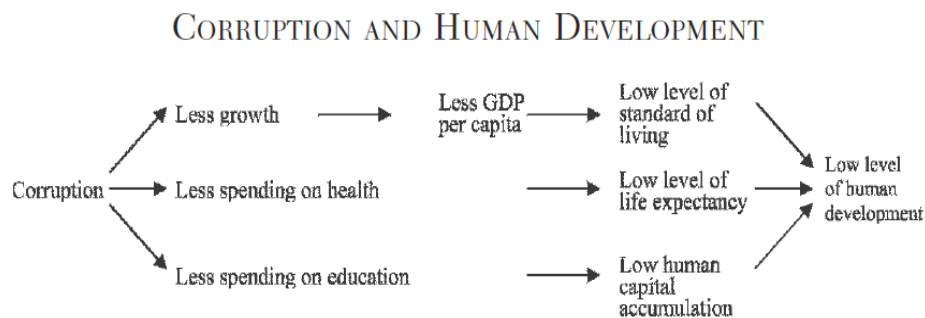 CORRUPTION AND HUMAN DEVELOPMENT
Less growth
Less GDP
per capita
Low level of
standard of
living
Corruption
Less spending on health
Low level of
life expectancy
Low level
of human
development
Less spending on education
Low human
capital
accumulation